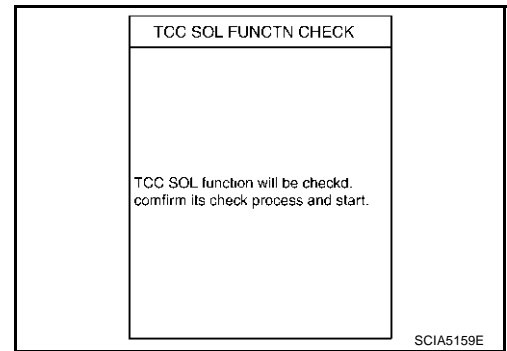 TCC SOL FUNCTN CHECK
TCC SOL function will be checkd.
comfirm its check process and start.
SCIA5159E